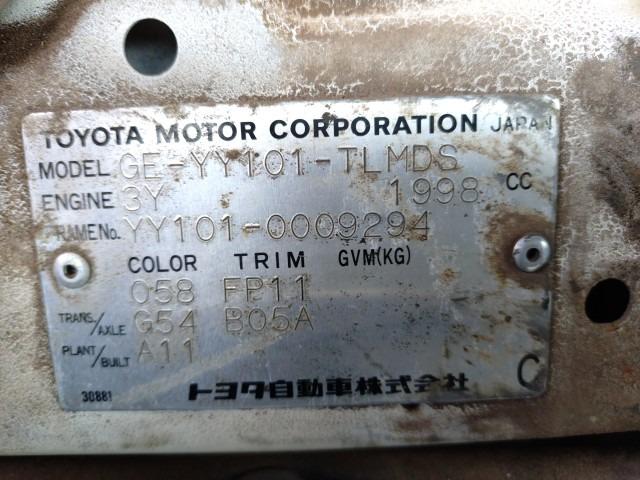 TOYOTA MOTOR CORPORATION JAPAN
MODEL GE-YY101-TLMDS
ENGINE 3Y 1998 CC
FRAME No. YY101-0009294
COLOR TRIM GVM(KG)
058 FP11
TRANS./AXLE G54 B05A
PLANT/BUILT A11
30881 トヨタ自動車株式会社 C